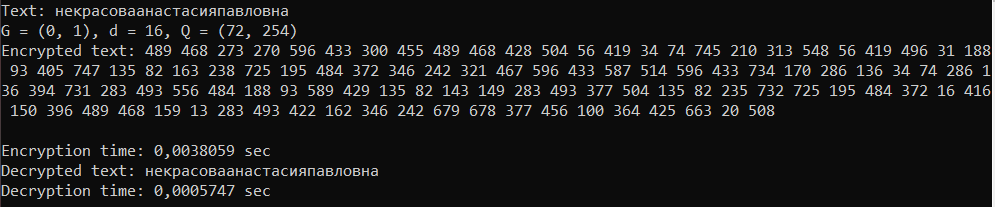 Text: некрасоваанастасияпавловна
G = (0, 1), d = 16, Q = (72, 254)
Encrypted text: 489 468 273 270 596 433 300 455 489 468 428 504 56 419 34 74 745 210 313 548 56 419 496 31 188
 93 405 747 135 82 163 238 725 195 484 372 346 242 321 467 596 433 587 514 596 433 734 170 286 136 34 74 286 1
36 394 731 283 493 556 484 188 93 589 429 135 82 143 149 283 493 377 504 135 82 235 732 725 195 484 372 16 416
 150 396 489 468 159 13 283 493 422 162 346 242 679 678 377 456 100 364 425 663 20 508
Encryption time: 0,0038059 sec
Decrypted text: некрасоваанастасияпавловна
Decryption time: 0,0005747 sec